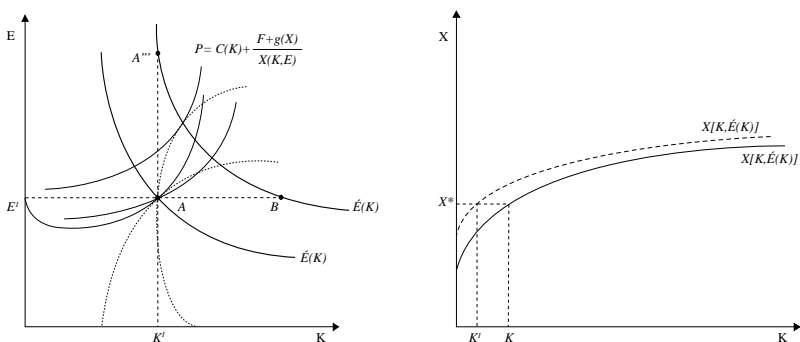 E
A"''
P= C(K)+ F+g(X)
X(K,E)
E¹
A
B
É(K)
É(K)
K¹
K
X
X[K,É(K)]
X[K,É(K)]
X*
K¹
K
K